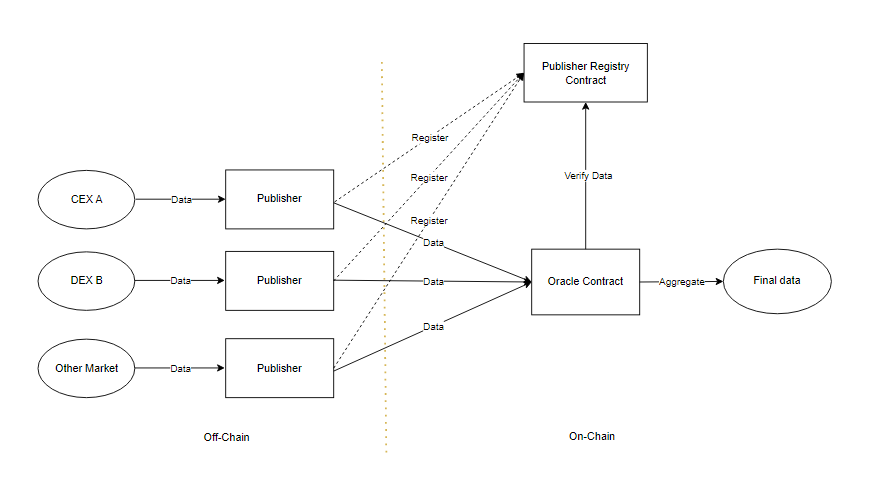 Publisher Registry
Contract
Register
Register
Verify Data
CEX A
Data
Publisher
Register
Data
DEX B
Data
Publisher
Data
Oracle Contract
Aggregate
Final data
Data
Other Market
Data
Publisher
Off-Chain
On-Chain